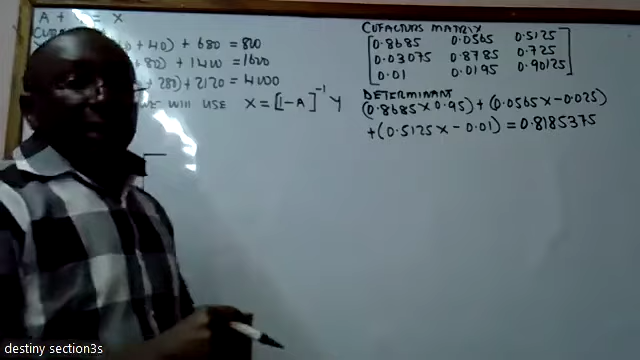 A + = X
CURR
+ 40) + 680 = 800
80) + 1400 = 1600
+ 280) + 2120 = 4000
WE WILL USE X = [I - A]⁻¹ Y
COFACTORS MATRIX
0.8685 0.0565 0.5125
0.03075 0.8785 0.725
0.01 0.0195 0.90125
DETERMINANT
(0.8685 X 0.95) + (0.0565 X - 0.025)
+ (0.5125 X - 0.01) = 0.8185375
destiny section3s